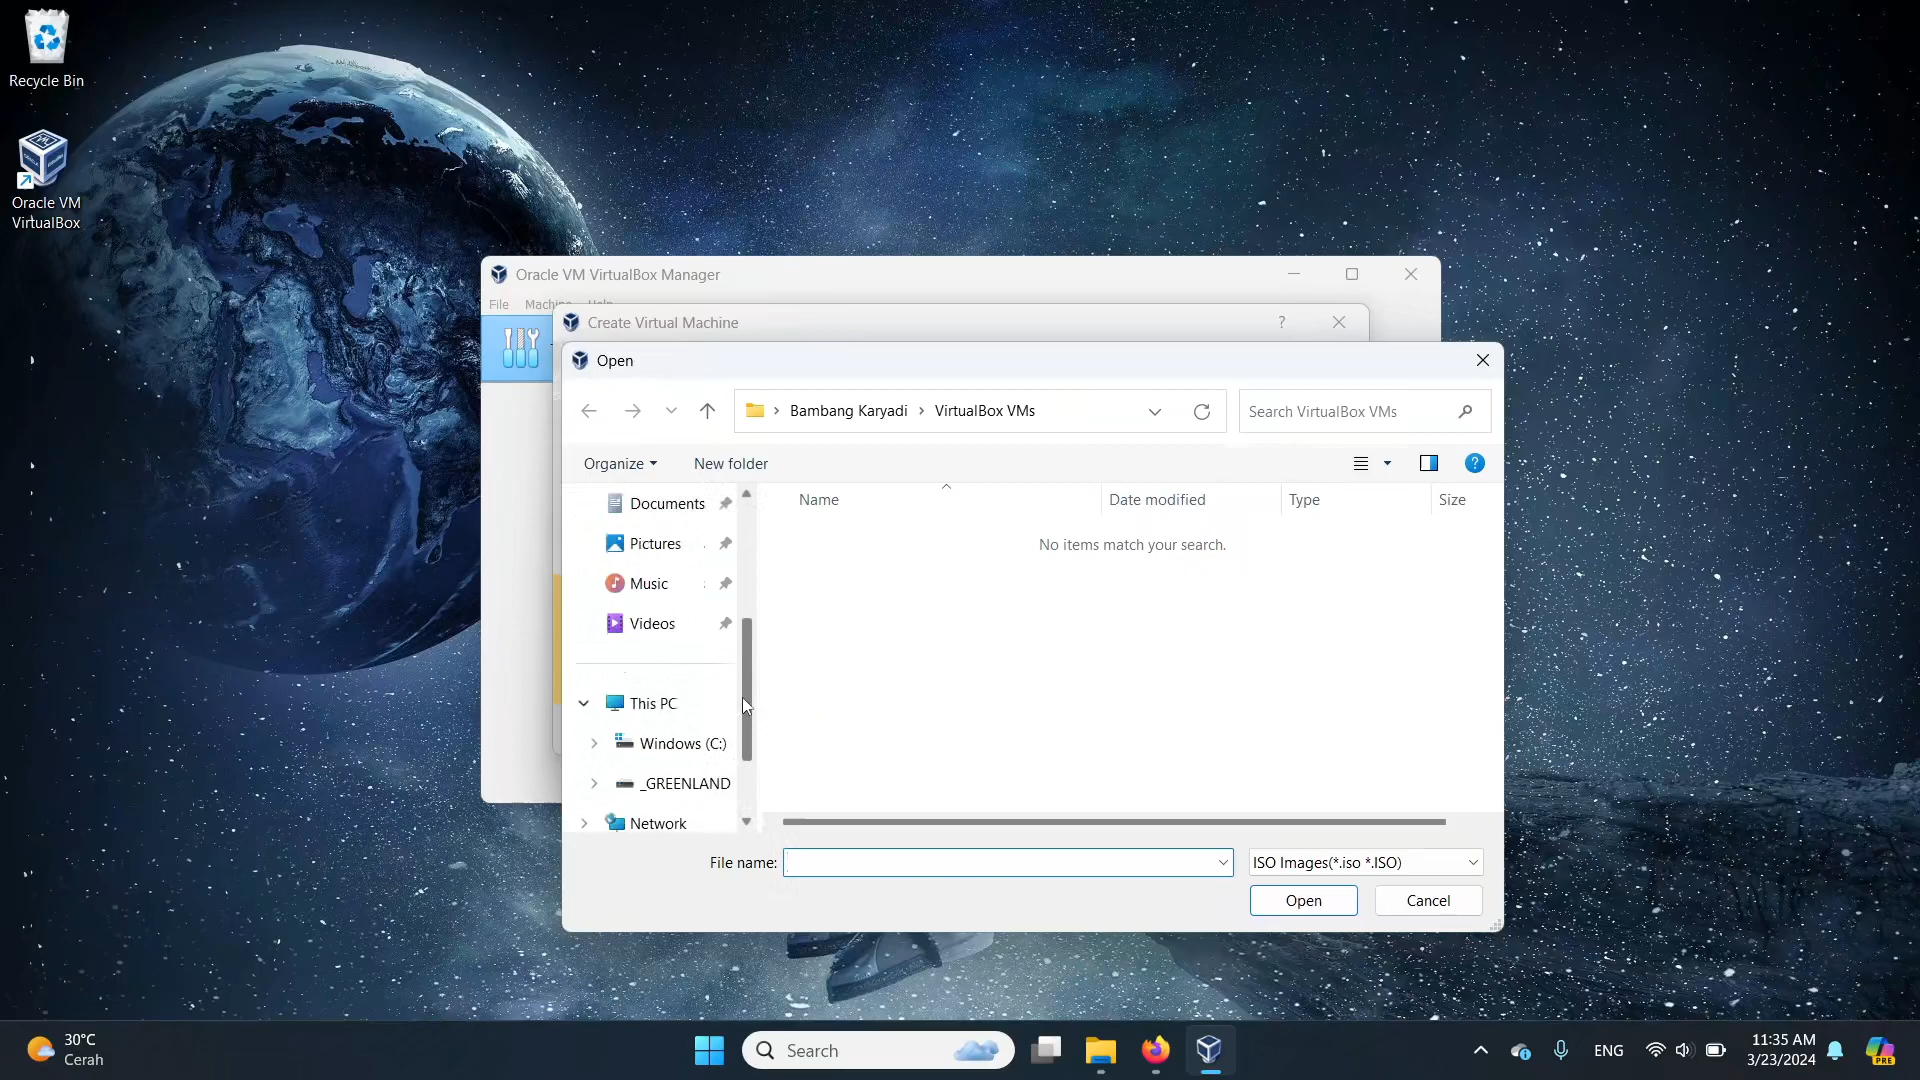 Recycle Bin
Oracle VM
VirtualBox
Oracle VM VirtualBox Manager
File Machine Help
Create Virtual Machine
?
Open
Bambang Karyadi > VirtualBox VMs
Search VirtualBox VMs
Organize
New folder
?
Name
Date modified
Type
Size
No items match your search.
Documents
Pictures
Music
Videos
This PC
Windows (C:)
_GREENLAND
Network
File name:
ISO Images(*.iso *.ISO)
Open
Cancel
30°C
Cerah
Search
ENG
11:35 AM
3/23/2024
PRE